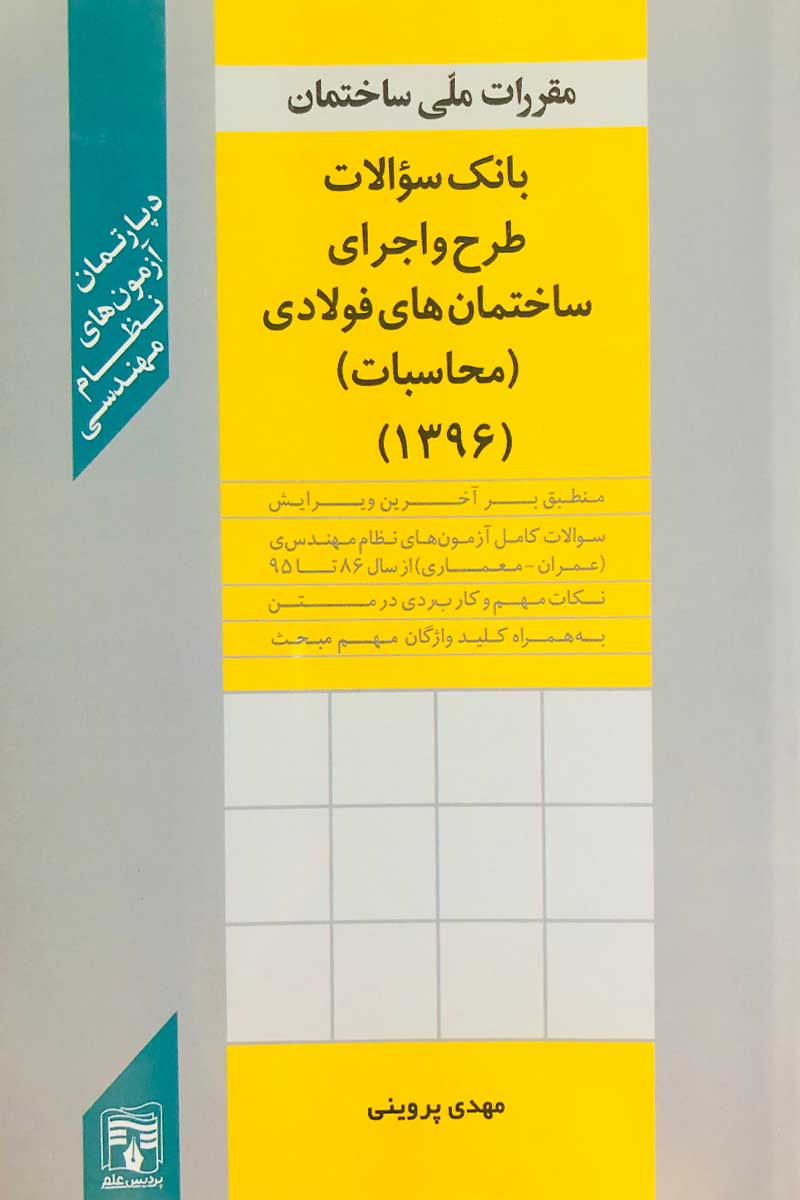 مقررات ملّی ساختمان
بانک سؤالات
طرح و اجرای
ساختمان‌های فولادی
(محاسبات)
(۱۳۹۶)
منطبق بر آخرین ویرایش
سوالات کامل آزمون‌های نظام مهندسی
(عمران - معماری) از سال ۸۶ تا ۹۵
نکات مهم و کاربردی در متن
به همراه کلید واژگان مهم مبحث
مهدی پروینی
دپارتمان
آزمون‌های
نظام
مهندسی
پردیس علم